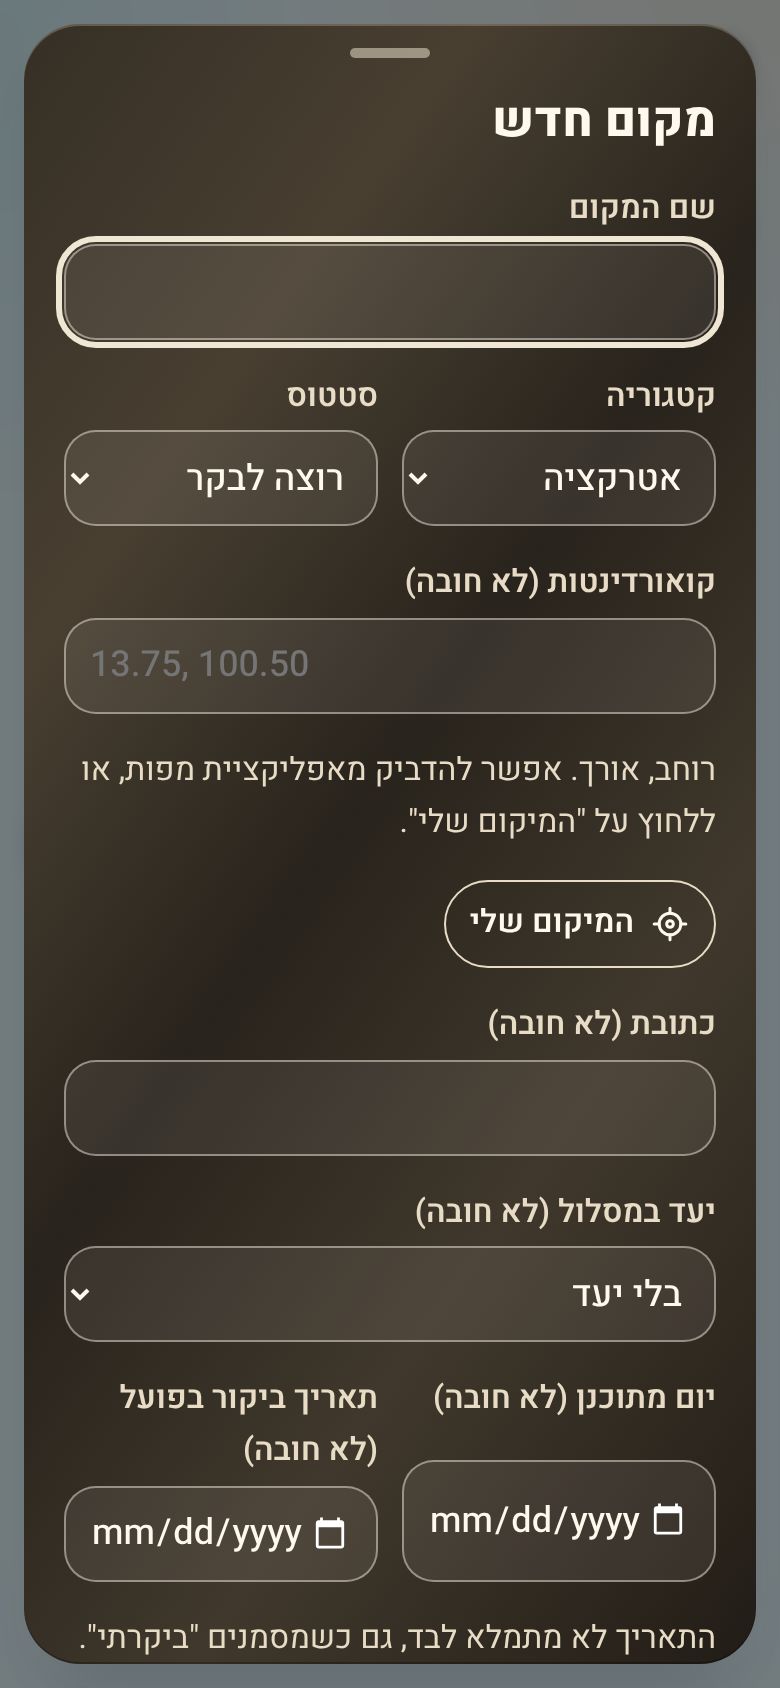 מקום חדש
שם המקום
קטגוריה
סטטוס
אטרקציה
רוצה לבקר
קואורדינטות (לא חובה)
13.75, 100.50
רוחב, אורך. אפשר להדביק מאפליקציית מפות, או
ללחוץ על "המיקום שלי".
המיקום שלי
כתובת (לא חובה)
יעד במסלול (לא חובה)
בלי יעד
יום מתוכנן (לא חובה)
תאריך ביקור בפועל
(לא חובה)
mm/dd/yyyy
mm/dd/yyyy
התאריך לא מתמלא לבד, גם כשמסמנים "ביקרתי".